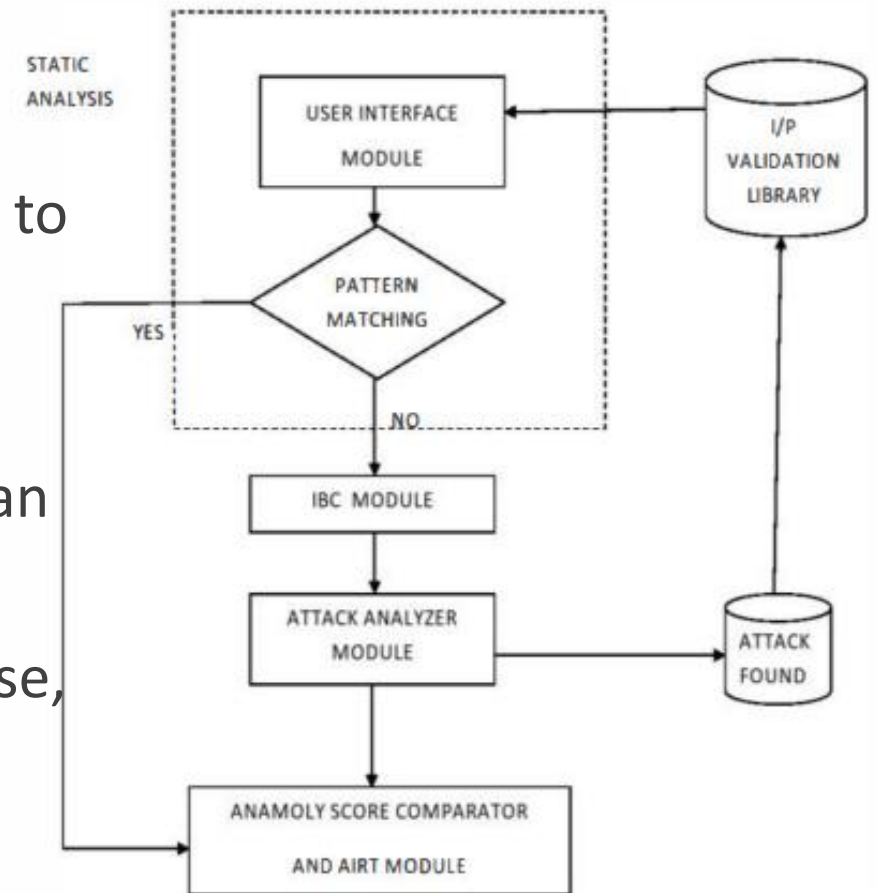 STATIC
ANALYSIS
USER INTERFACE
MODULE
I/P
VALIDATION
LIBRARY
to
PATTERN
MATCHING
YES
NO
an
IBC MODULE
ATTACK ANALYZER
MODULE
ATTACK
FOUND
se,
ANAMOLY SCORE COMPARATOR
AND AIRT MODULE